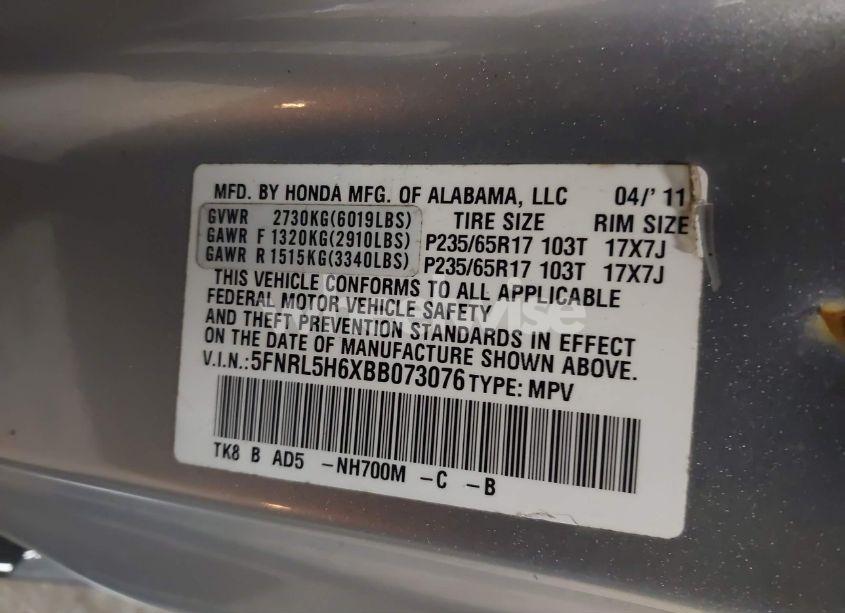 MFD. BY HONDA MFG. OF ALABAMA, LLC 04/' 11
GVWR 2730KG(6019LBS) TIRE SIZE RIM SIZE
GAWR F 1320KG(2910LBS) P235/65R17 103T 17X7J
GAWR R 1515KG(3340LBS) P235/65R17 103T 17X7J
THIS VEHICLE CONFORMS TO ALL APPLICABLE
FEDERAL MOTOR VEHICLE SAFETY
AND THEFT PREVENTION STANDARDS IN EFFECT
ON THE DATE OF MANUFACTURE SHOWN ABOVE.
V.I.N.:5FNRL5H6XBB073076 TYPE: MPV
TK8 B AD5 -NH700M -C -B